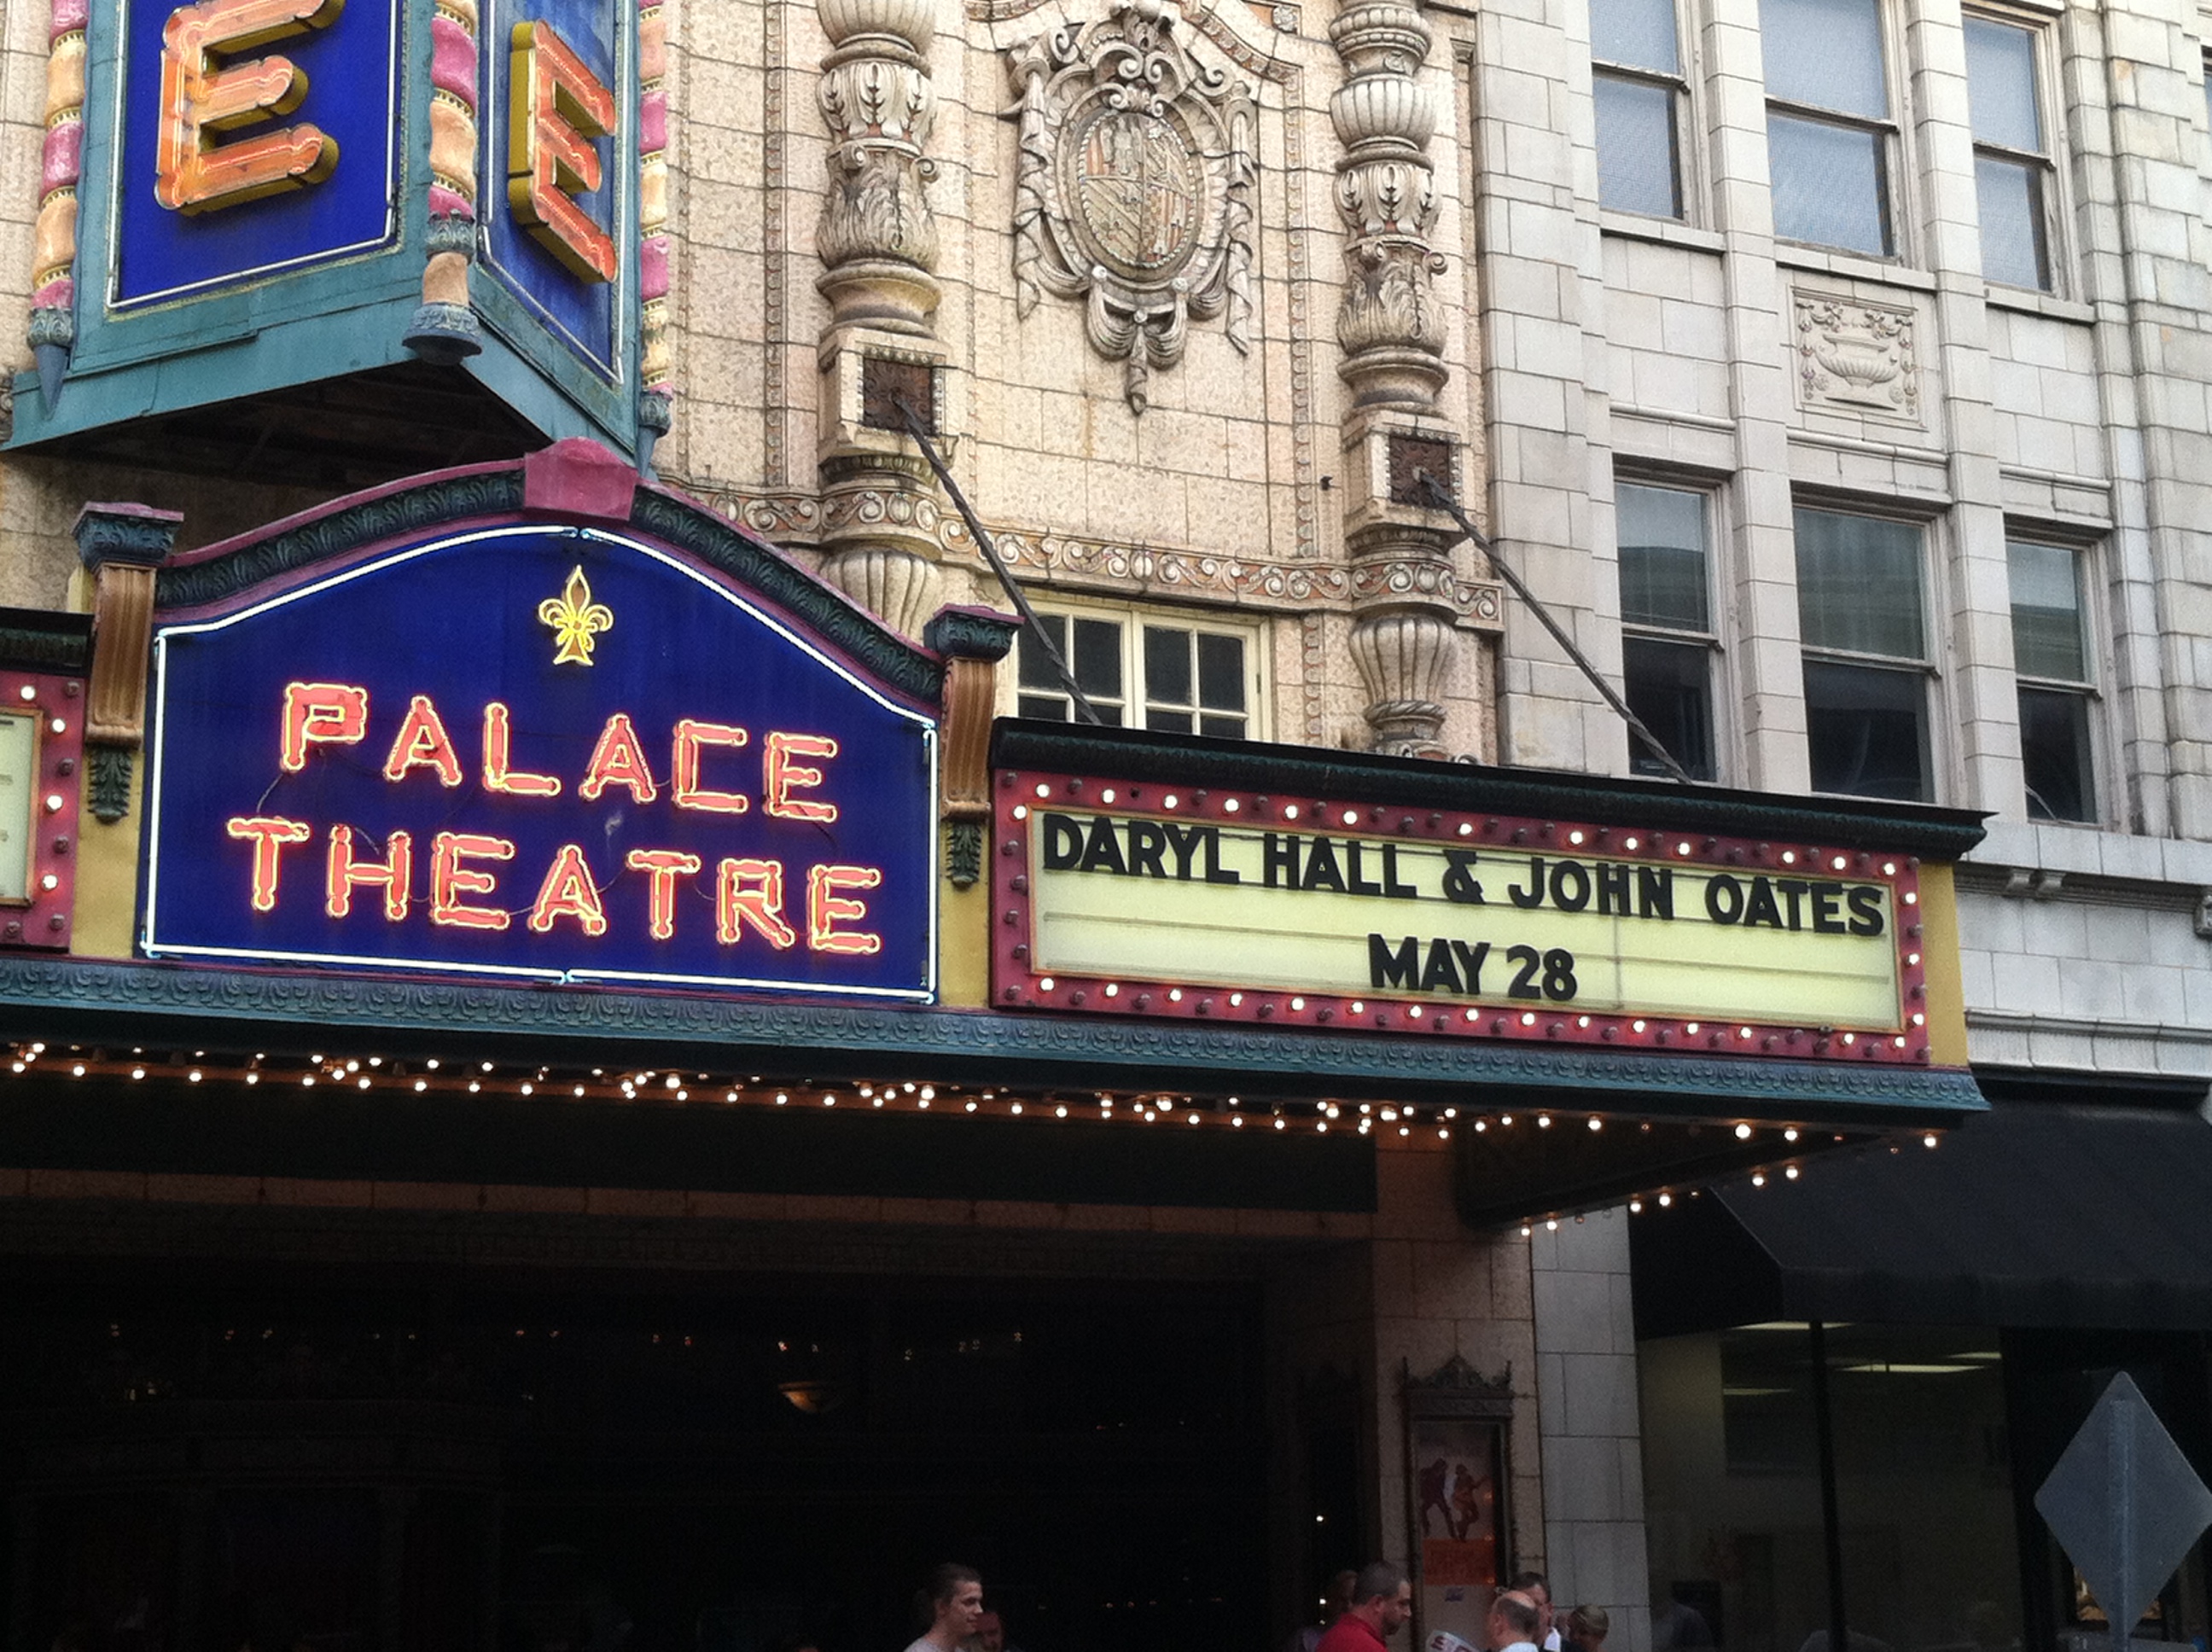 E
E
PALACE
THEATRE
DARYL HALL & JOHN OATES
MAY 28